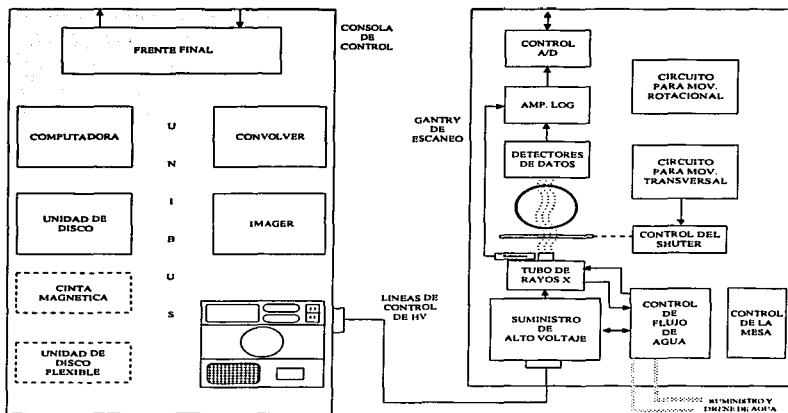 CONSOLA
DE
CONTROL
FRENTE FINAL
COMPUTADORA
CONVOLVER
UNIBUS
UNIDAD DE
DISCO
IMAGER
CINTA
MAGNETICA
UNIDAD DE
DISCO
FLEXIBLE
LINEAS DE
CONTROL
DE HV
GANTRY
DE
ESCANEO
CONTROL
A/D
AMP. LOG
DETECTORES
DE DATOS
CIRCUITO
PARA MOV.
ROTACIONAL
CIRCUITO
PARA MOV.
TRANSVERSAL
CONTROL DEL
SHUTER
TUBO DE
RAYOS X
SUMINISTRO
DE
ALTO VOLTAJE
CONTROL
DE
FLUJO
DE
AGUA
CONTROL
DE LA
MESA
SUMINISTRO Y
DRENE DE AGUA